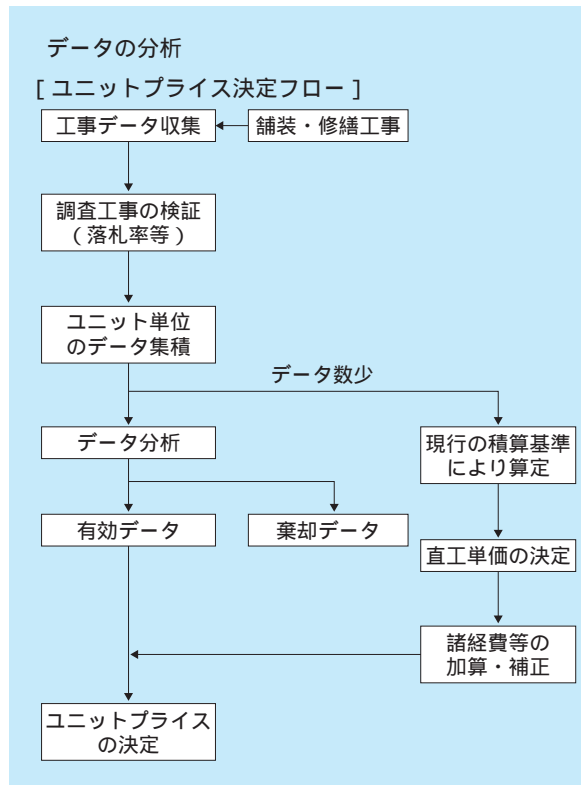 データの分析
[ ユニットプライス決定フロー ]
工事データ収集
舗装・修繕工事
調査工事の検証
（落札率等）
ユニット単位
のデータ集積
データ数少
データ分析
現行の積算基準
により算定
有効データ
棄却データ
直工単価の決定
諸経費等の
加算・補正
ユニットプライス
の決定